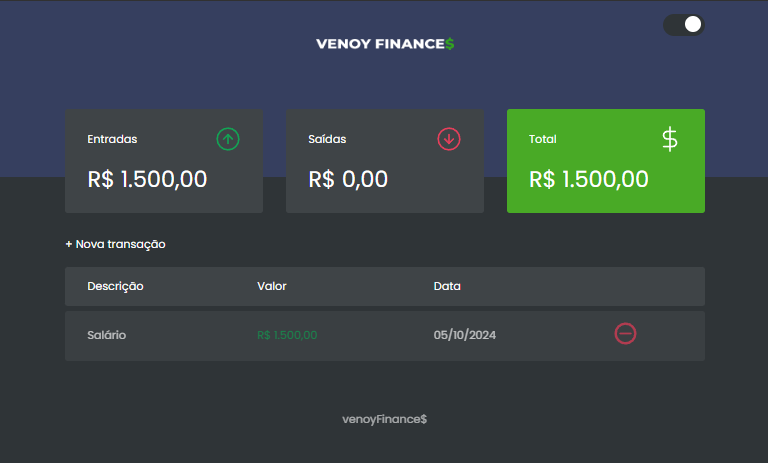 VENOY FINANCE$
Entradas
R$ 1.500,00
Saídas
R$ 0,00
Total
$
R$ 1.500,00
+ Nova transação
Descrição Valor Data
Salário R$ 1.500,00 05/10/2024
venoyFinance$